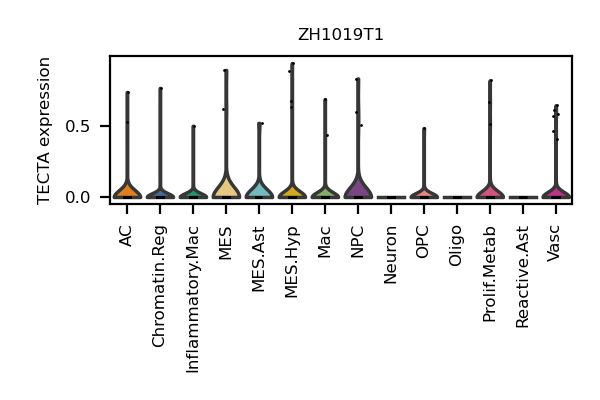 ZH1019T1
TECTA expression
0.5
0.0
AC
Chromatin.Reg
Inflammatory.Mac
MES
MES.Ast
MES.Hyp
Mac
NPC
Neuron
OPC
Oligo
Prolif.Metab
Reactive.Ast
Vasc